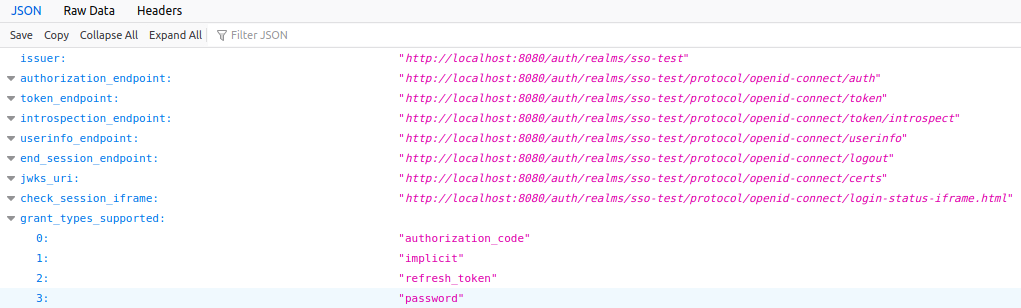 JSON Raw Data Headers
Save Copy Collapse All Expand All Filter JSON
issuer: "http://localhost:8080/auth/realms/sso-test"
authorization_endpoint: "http://localhost:8080/auth/realms/sso-test/protocol/openid-connect/auth"
token_endpoint: "http://localhost:8080/auth/realms/sso-test/protocol/openid-connect/token"
introspection_endpoint: "http://localhost:8080/auth/realms/sso-test/protocol/openid-connect/token/introspect"
userinfo_endpoint: "http://localhost:8080/auth/realms/sso-test/protocol/openid-connect/userinfo"
end_session_endpoint: "http://localhost:8080/auth/realms/sso-test/protocol/openid-connect/logout"
jwks_uri: "http://localhost:8080/auth/realms/sso-test/protocol/openid-connect/certs"
check_session_iframe: "http://localhost:8080/auth/realms/sso-test/protocol/openid-connect/login-status-iframe.html"
grant_types_supported:
0: "authorization_code"
1: "implicit"
2: "refresh_token"
3: "password"